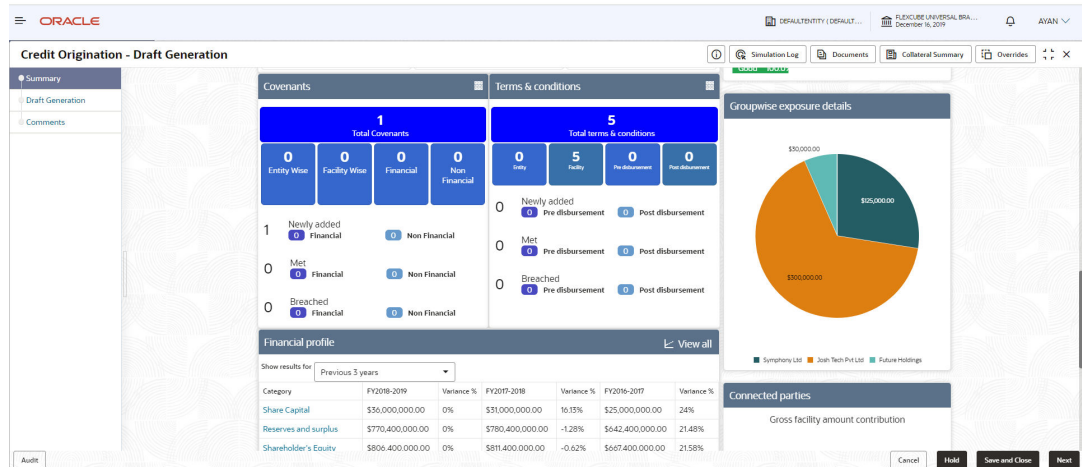 ORACLE
DEFAULTENTITY ( DEFAULT...
FLEXCUBE UNIVERSAL BRA...
December 16, 2019
AYAN
Credit Origination - Draft Generation
Simulation Log
Documents
Collateral Summary
Overrides
Summary
Draft Generation
Comments
Covenants
1
Total Covenants
0
Entity Wise
0
Facility Wise
0
Financial
0
Non
Financial
1
Newly added
0 Financial
0 Non Financial
0
Met
0 Financial
0 Non Financial
0
Breached
0 Financial
0 Non Financial
Terms & conditions
5
Total terms & conditions
0
Entity
5
Facility
0
Pre disbursement
0
Post disbursement
0
Newly added
0 Pre disbursement
0 Post disbursement
0
Met
0 Pre disbursement
0 Post disbursement
0
Breached
0 Pre disbursement
0 Post disbursement
Good 100.0
Groupwise exposure details
$30,000.00
$125,000.00
$300,000.00
Symphony Ltd Josh Tech Pvt Ltd Future Holdings
Financial profile
View all
Show results for Previous 3 years
Category FY2018-2019 Variance % FY2017-2018 Variance % FY2016-2017 Variance %
Share Capital $36,000,000.00 0% $31,000,000.00 16.13% $25,000,000.00 24%
Reserves and surplus $770,400,000.00 0% $780,400,000.00 -1.28% $642,400,000.00 21.48%
Shareholder's Equity $806,400,000.00 0% $811,400,000.00 -0.62% $667,400,000.00 21.58%
Connected parties
Gross facility amount contribution
Audit
Cancel
Hold
Save and Close
Next